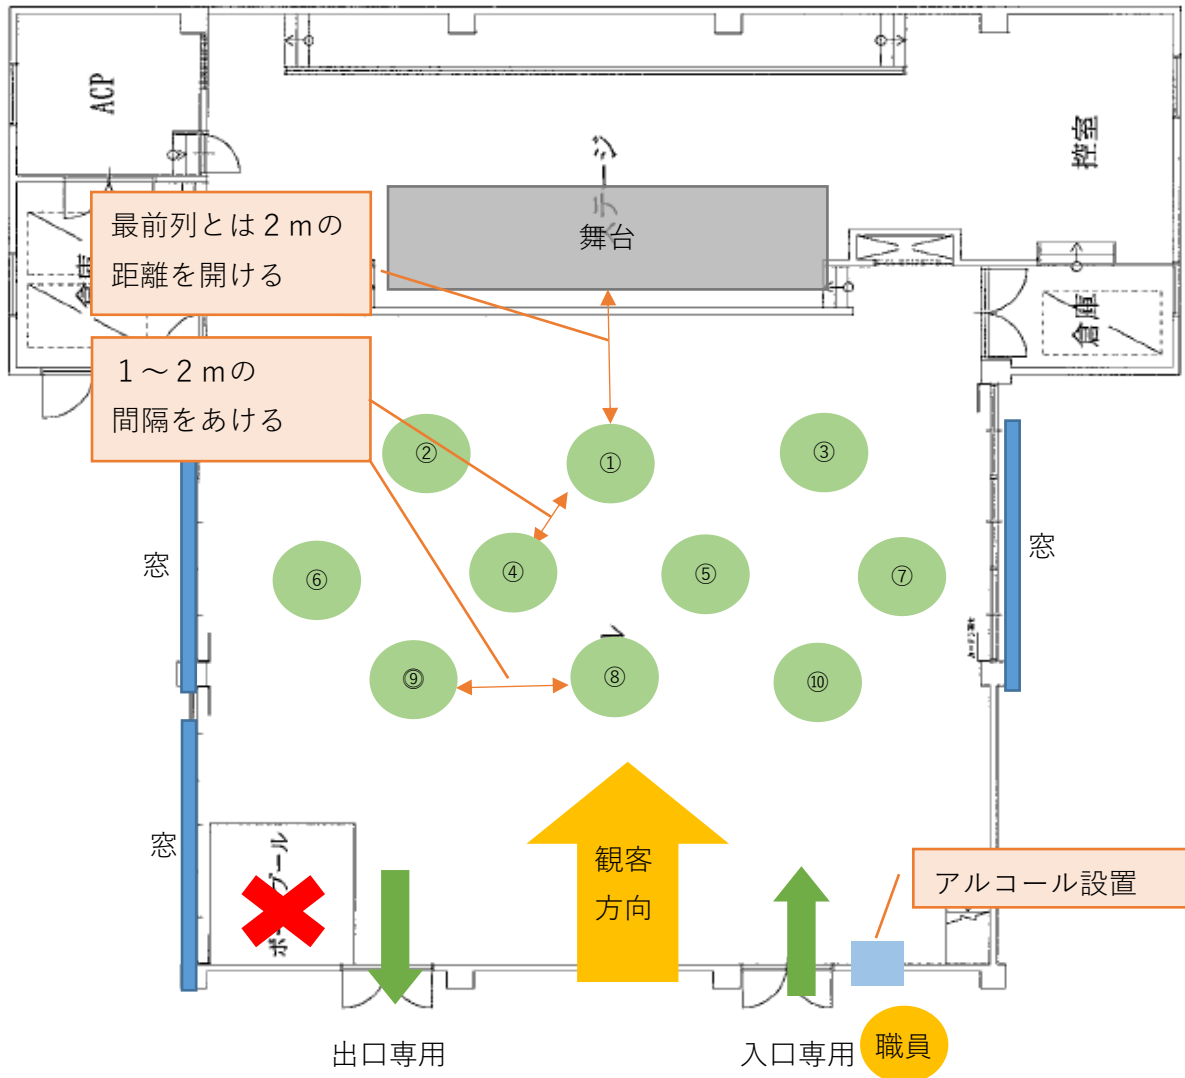 ACP
ステージ
控室
舞台
最前列とは２ｍの
距離を開ける
倉庫
倉庫
１～２ｍの
間隔をあける
②
①
③
窓
窓
⑥
④
⑤
⑦
⑨
⑧
⑩
窓
観客
方向
アルコール設置
出口専用
入口専用
職員